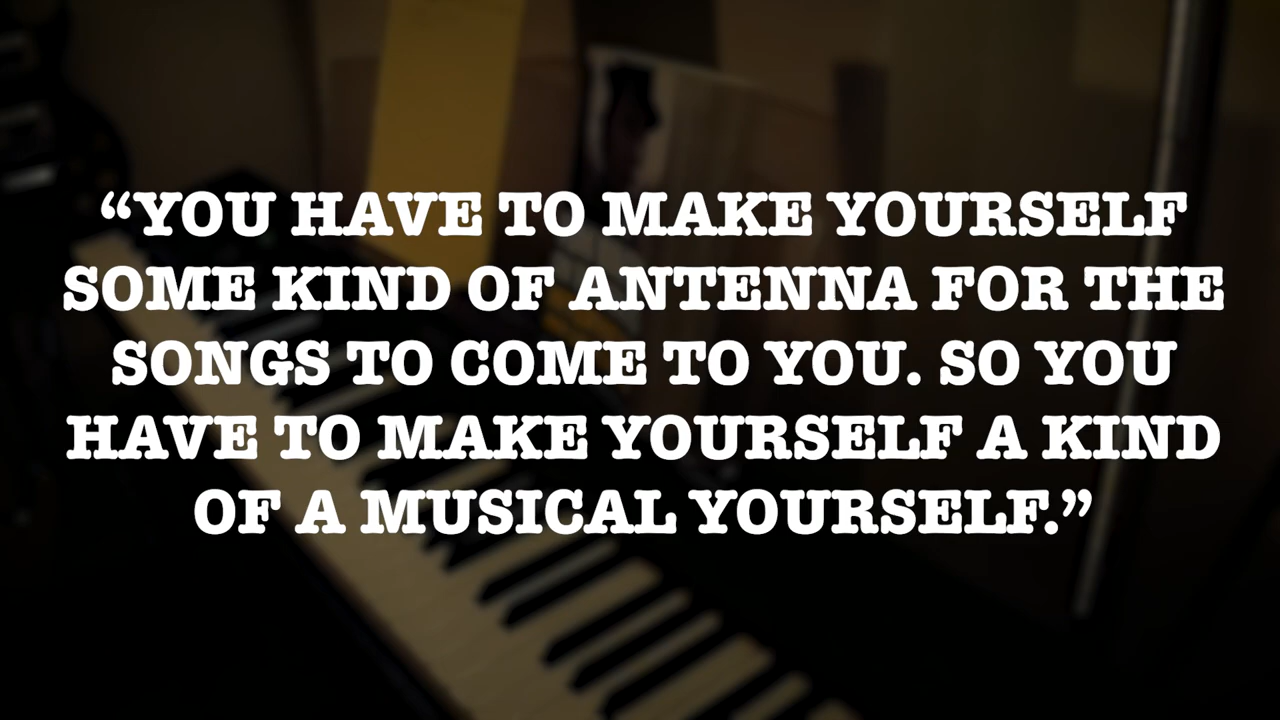 “YOU HAVE TO MAKE YOURSELF
SOME KIND OF ANTENNA FOR THE
SONGS TO COME TO YOU. SO YOU
HAVE TO MAKE YOURSELF A KIND
OF A MUSICAL YOURSELF.”